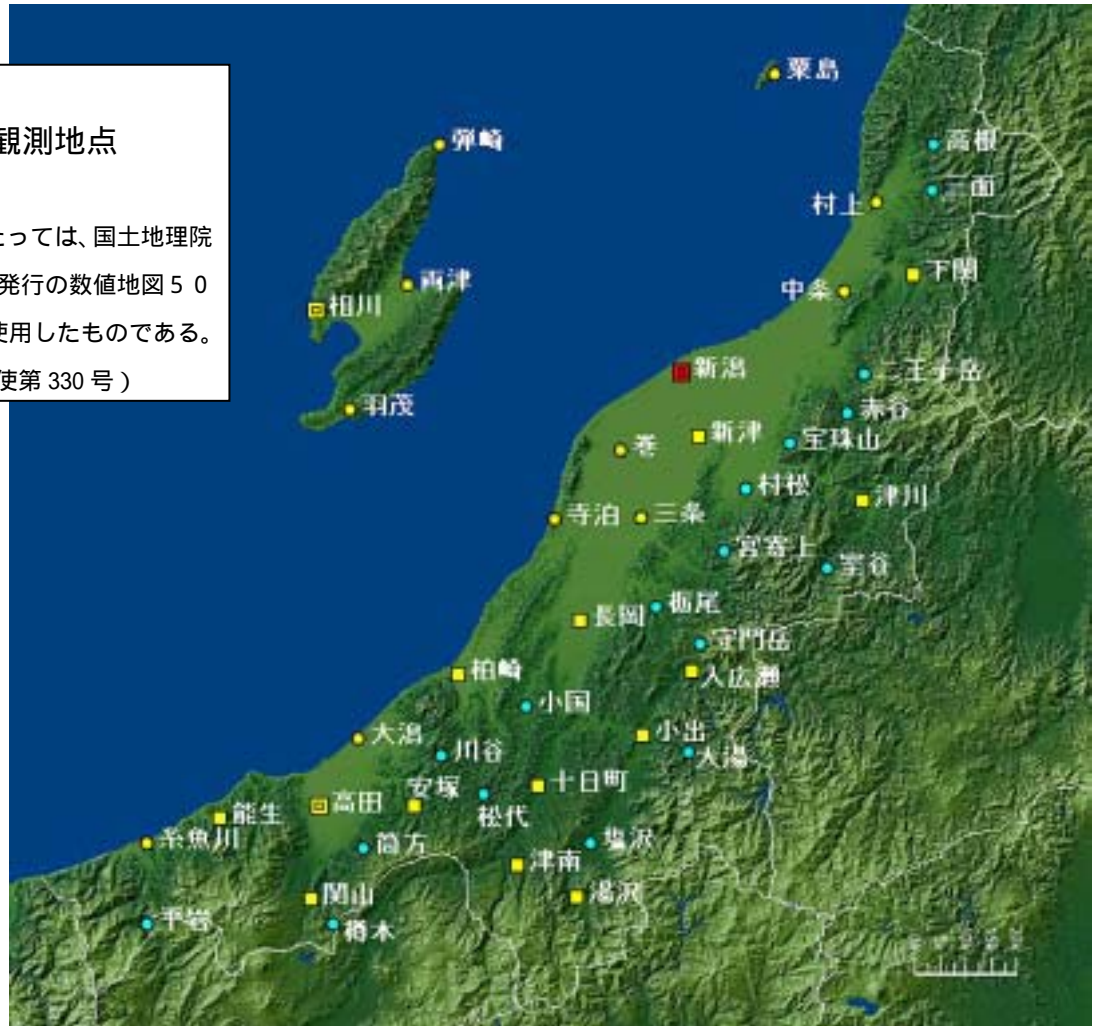 観測地点
たっては、国土地理院
発行の数値地図50
使用したものである。
使第330号)
粟島
弾崎
高根
三面
村上
両津
下関
中条
相川
新潟
二王子岳
羽茂
赤谷
新津
宝珠山
巻
村松
津川
寺泊
三条
宮寄上
室谷
栃尾
長岡
守門岳
入広瀬
柏崎
小国
小出
大潟
川谷
大湯
十日町
安塚
高田
松代
能生
糸魚川
筒方
塩沢
津南
関山
湯沢
平岩
樽本